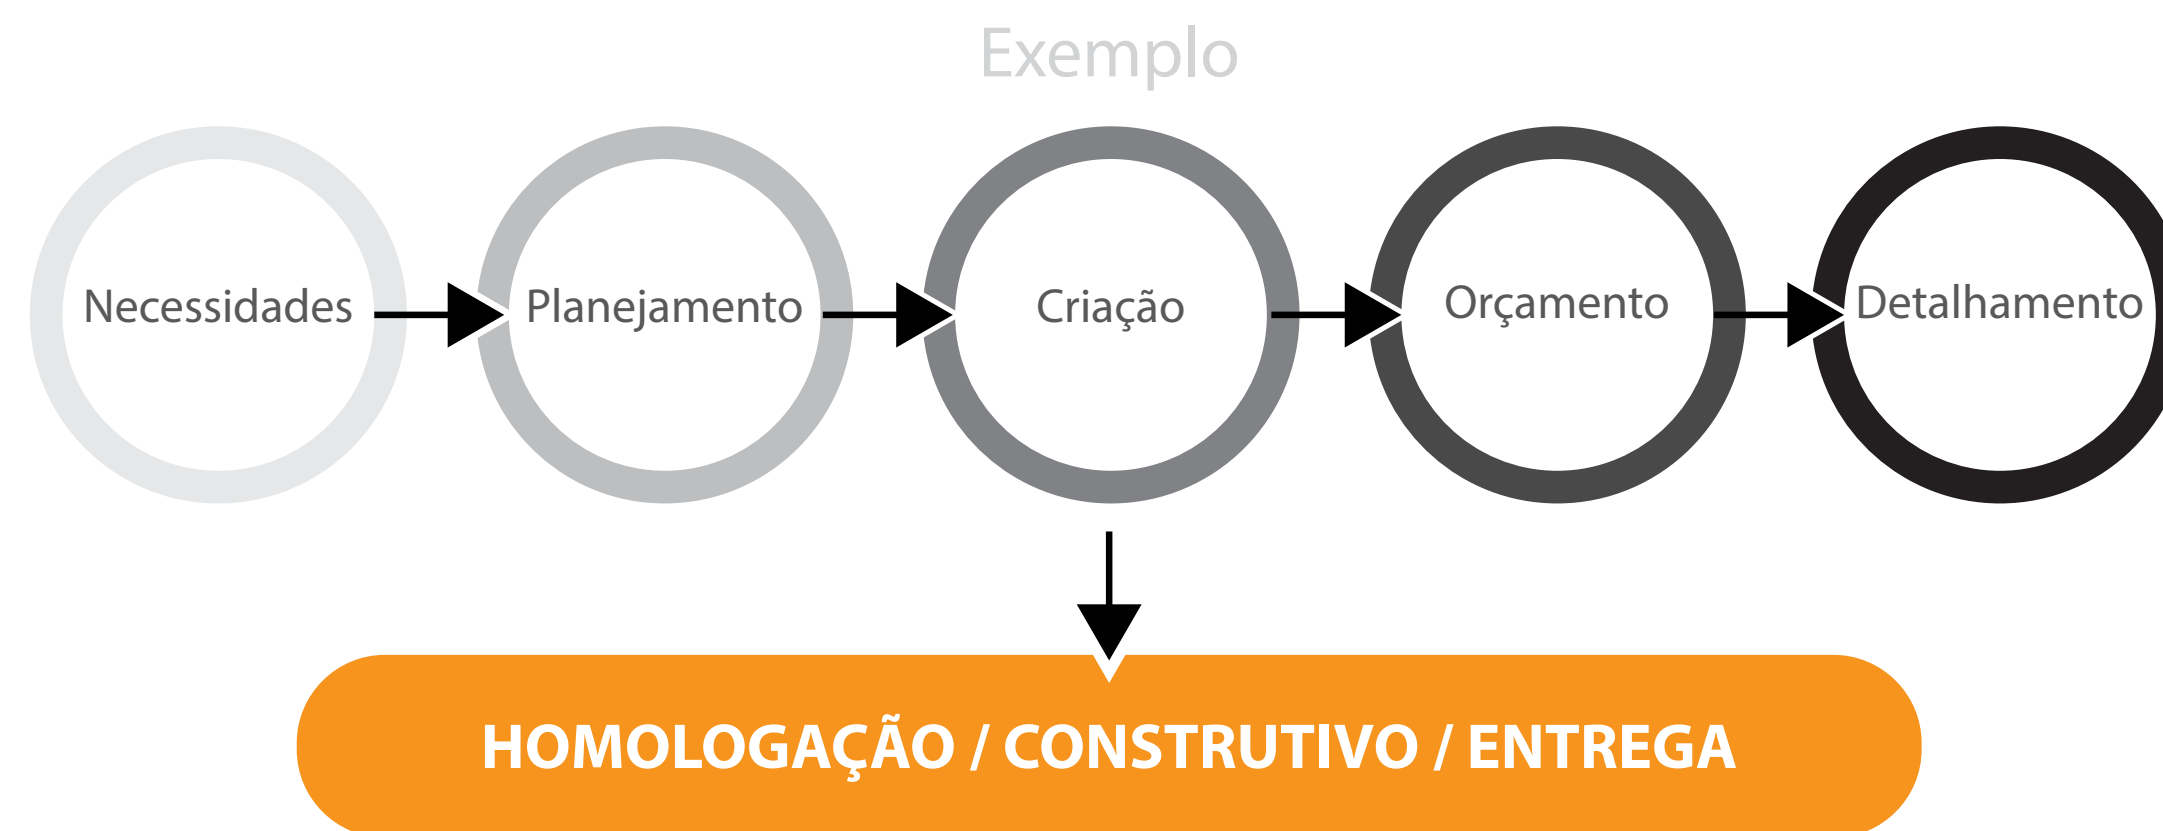 Exemplo
Necessidades
Planejamento
Criação
Orçamento
Detalhamento
HOMOLOGAÇÃO / CONSTRUTIVO / ENTREGA